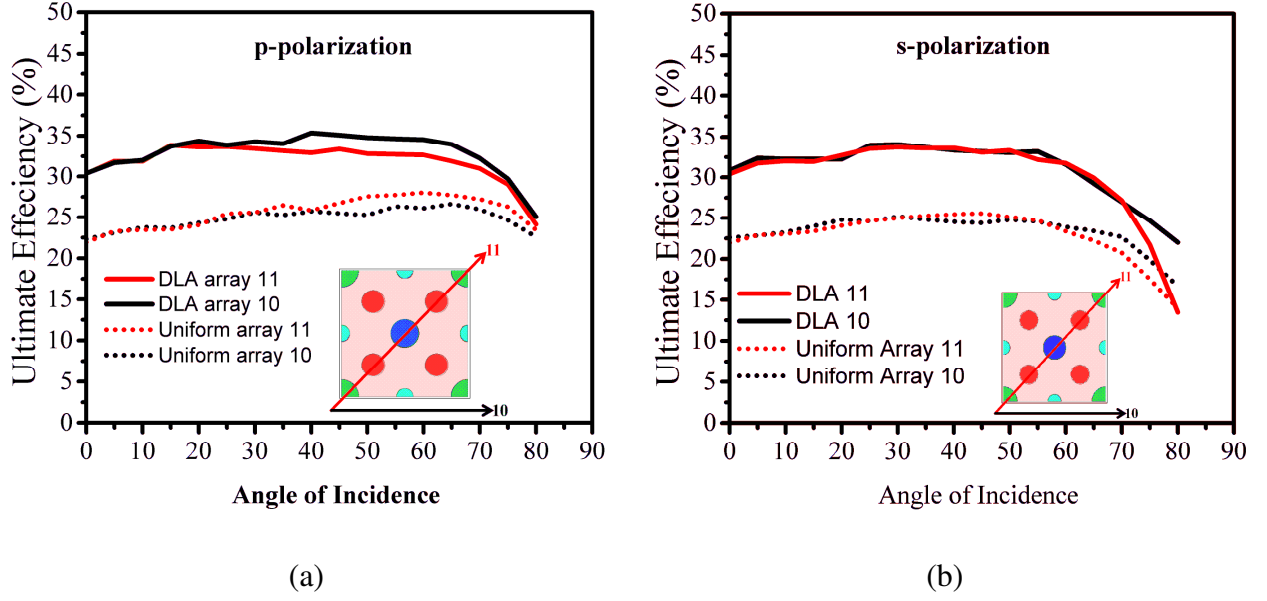 50
45
40
35
30
25
20
15
10
5
0
Ultimate Effeciency (%)
p-polarization
DLA array 11
DLA array 10
Uniform array 11
Uniform array 10
11
10
0 10 20 30 40 50 60 70 80 90
Angle of Incidence
(a)
50
45
40
35
30
25
20
15
10
5
0
Ultimate Effeciency (%)
s-polarization
DLA 11
DLA 10
Uniform Array 11
Uniform Array 10
11
10
0 10 20 30 40 50 60 70 80 90
Angle of Incidence
(b)